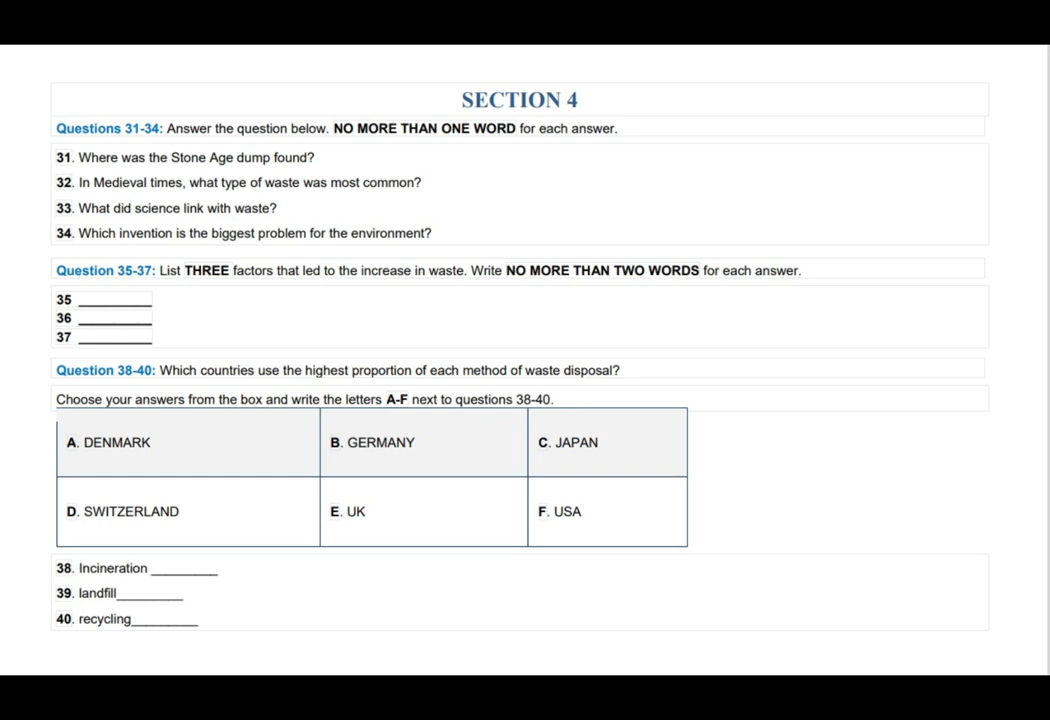 SECTION 4
Questions 31-34: Answer the question below. NO MORE THAN ONE WORD for each answer.
31. Where was the Stone Age dump found?
32. In Medieval times, what type of waste was most common?
33. What did science link with waste?
34. Which invention is the biggest problem for the environment?
Question 35-37: List THREE factors that led to the increase in waste. Write NO MORE THAN TWO WORDS for each answer.
35 __________
36 __________
37 __________
Question 38-40: Which countries use the highest proportion of each method of waste disposal?
Choose your answers from the box and write the letters A-F next to questions 38-40.
A. DENMARK B. GERMANY C. JAPAN
D. SWITZERLAND E. UK F. USA
38. Incineration _________
39. landfill_________
40. recycling_________